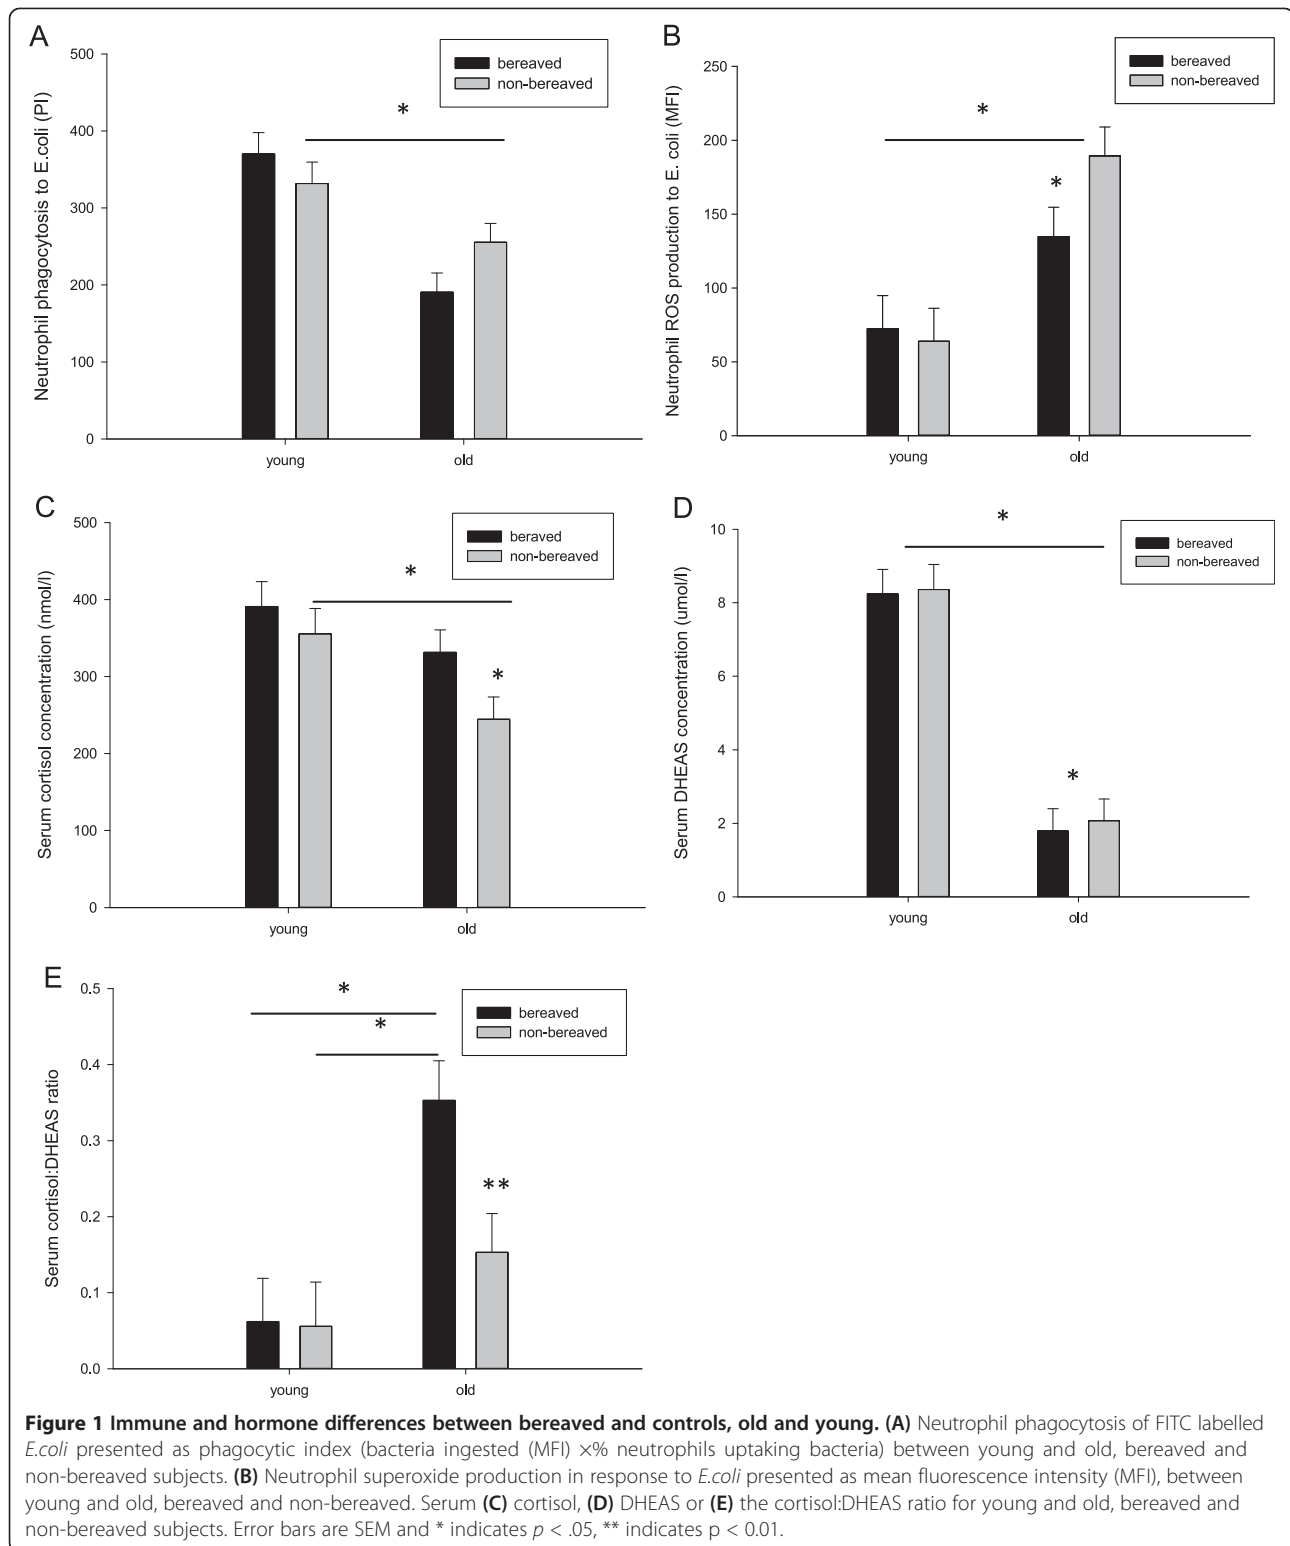 A
Neutrophil phagocytosis to E.coli (PI)
500
400
300
200
100
0
bereaved
non-bereaved
*
young
old
B
Neutrophil ROS production to E. coli (MFI)
250
200
150
100
50
0
bereaved
non-bereaved
*
*
young
old
C
Serum cortisol concentration (nmol/l)
500
400
300
200
100
0
beraved
non-bereaved
*
*
young
old
D
Serum DHEAS concentration (umol/l)
10
8
6
4
2
0
bereaved
non-bereaved
*
*
young
old
E
Serum cortisol:DHEAS ratio
0.5
0.4
0.3
0.2
0.1
0.0
bereaved
non-bereaved
*
*
**
young
old
Figure 1 Immune and hormone differences between bereaved and controls, old and young. (A) Neutrophil phagocytosis of FITC labelled
E.coli presented as phagocytic index (bacteria ingested (MFI) ×% neutrophils uptaking bacteria) between young and old, bereaved and
non-bereaved subjects. (B) Neutrophil superoxide production in response to E.coli presented as mean fluorescence intensity (MFI), between
young and old, bereaved and non-bereaved. Serum (C) cortisol, (D) DHEAS or (E) the cortisol:DHEAS ratio for young and old, bereaved and
non-bereaved subjects. Error bars are SEM and * indicates p < .05, ** indicates p < 0.01.